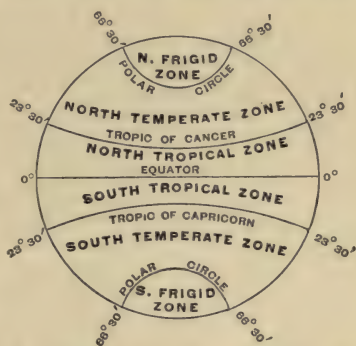 66° 30′ 66° 30′
N. FRIGID
ZONE
POLAR CIRCLE
NORTH TEMPERATE ZONE
23° 30′ 23° 30′
TROPIC OF CANCER
NORTH TROPICAL ZONE
EQUATOR
0° 0°
SOUTH TROPICAL ZONE
TROPIC OF CAPRICORN
23° 30′ 23° 30′
SOUTH TEMPERATE ZONE
POLAR CIRCLE
S. FRIGID
ZONE
66° 30′ 66° 30′